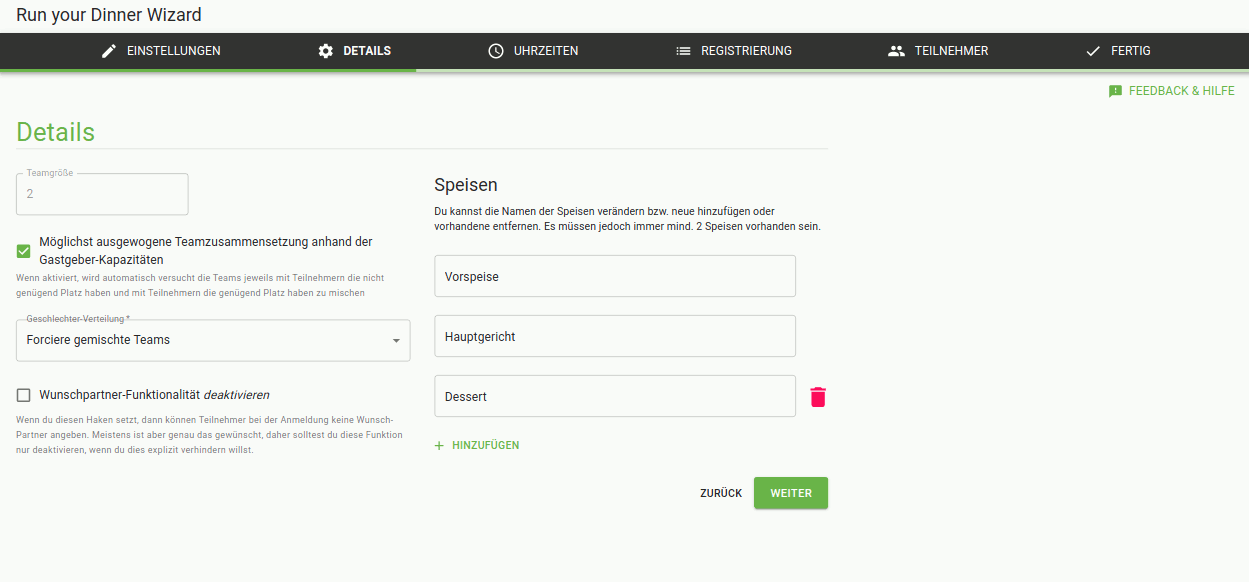 Run your Dinner Wizard
EINSTELLUNGEN
DETAILS
UHRZEITEN
REGISTRIERUNG
TEILNEHMER
FERTIG
FEEDBACK & HILFE
Details
Teamgröße
2
Möglichst ausgewogene Teamzusammensetzung anhand der
Gastgeber-Kapazitäten
Wenn aktiviert, wird automatisch versucht die Teams jeweils mit Teilnehmern die nicht
genügend Platz haben und mit Teilnehmern die genügend Platz haben zu mischen
Geschlechter-Verteilung *
Forciere gemischte Teams
Wunschpartner-Funktionalität deaktivieren
Wenn du diesen Haken setzt, dann können Teilnehmer bei der Anmeldung keine Wunsch-
Partner angeben. Meistens ist aber genau das gewünscht, daher solltest du diese Funktion
nur deaktivieren, wenn du dies explizit verhindern willst.
Speisen
Du kannst die Namen der Speisen verändern bzw. neue hinzufügen oder
vorhandene entfernen. Es müssen jedoch immer mind. 2 Speisen vorhanden sein.
Vorspeise
Hauptgericht
Dessert
+ HINZUFÜGEN
ZURÜCK
WEITER